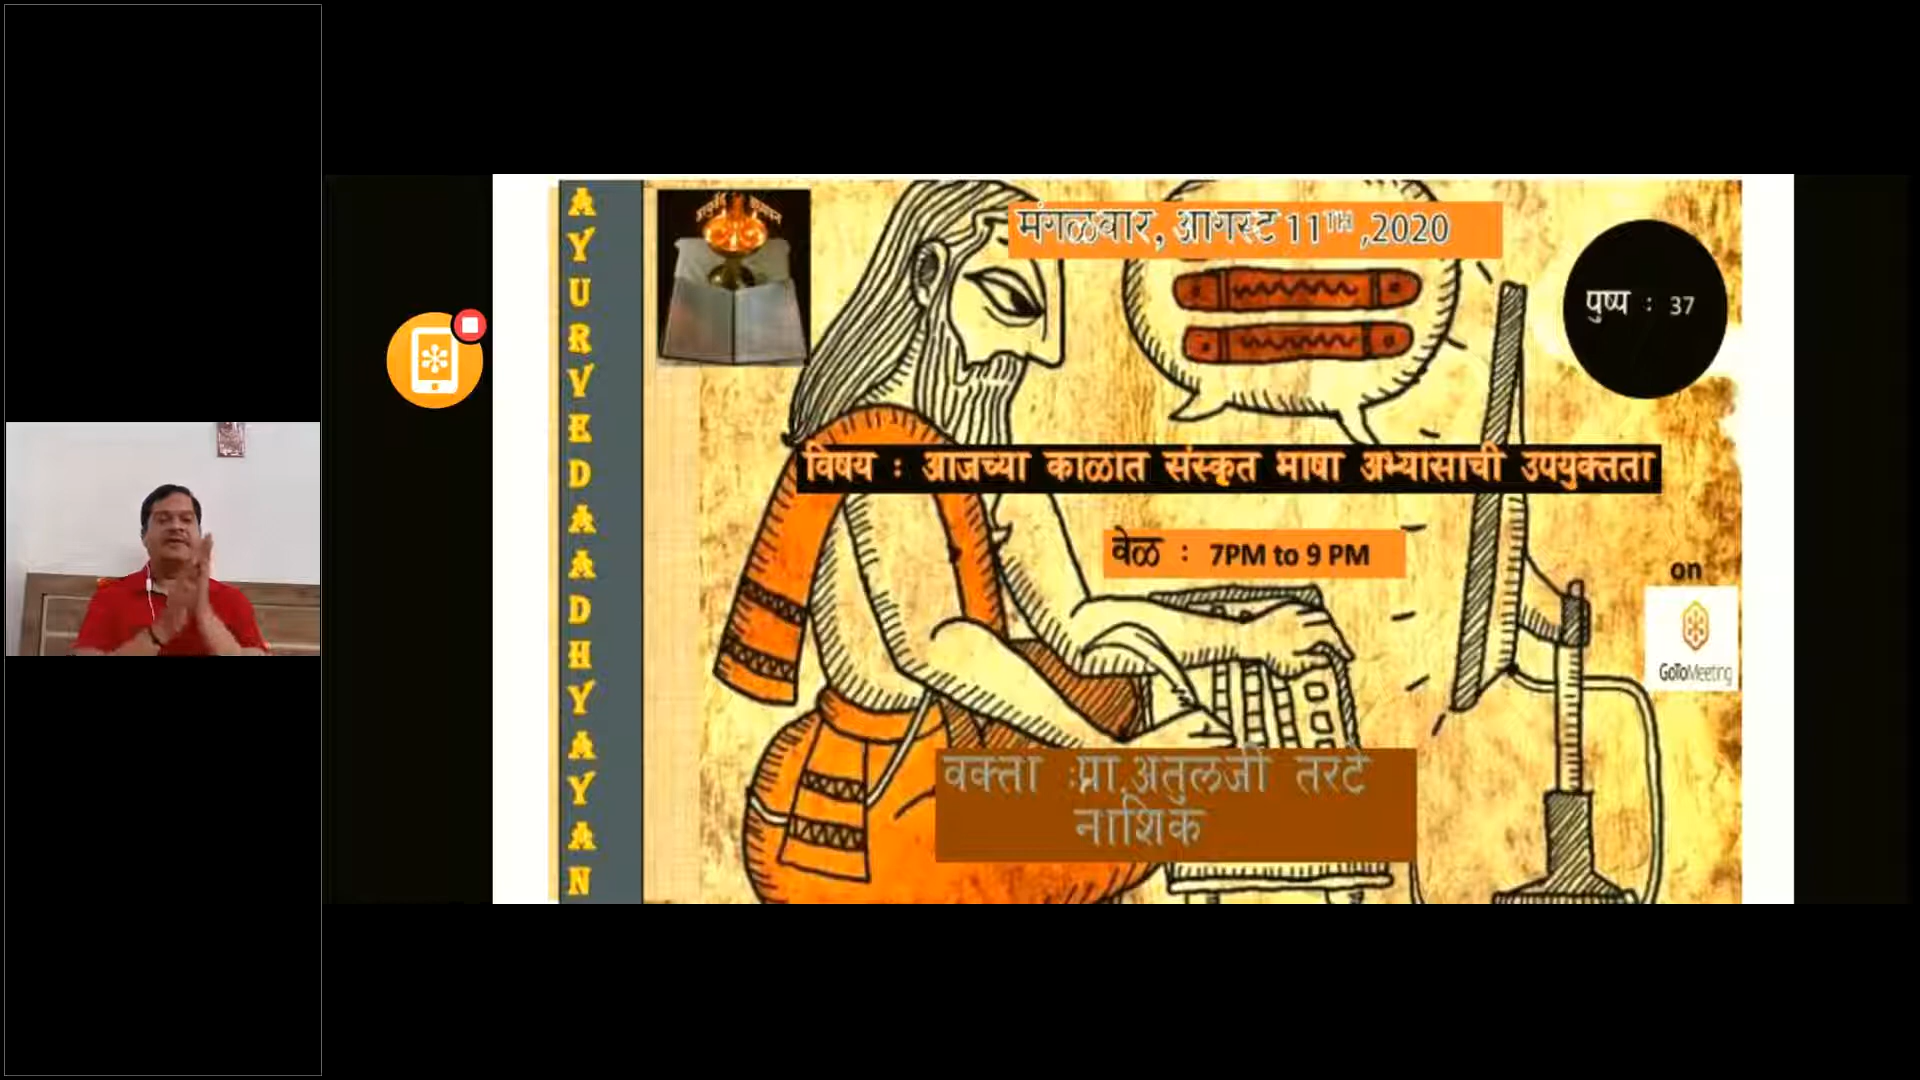 AYURVEDAADHYAYAN
मंगळवार, आगस्ट 11TH ,2020
पुष्प : 37
विषय : आजच्या काळात संस्कृत भाषा अभ्यासाची उपयुक्तता
वेळ : 7PM to 9 PM
on
GoToMeeting
वक्ता :प्रा.अतुलजी तरटे
नाशिक